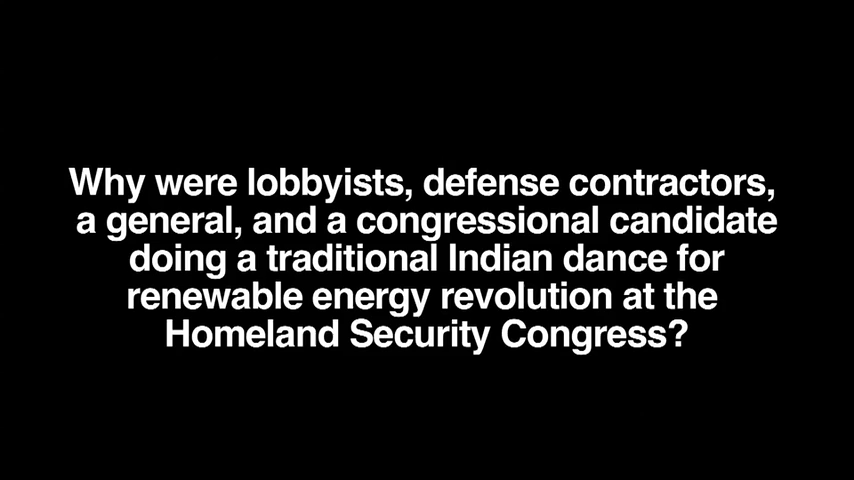 Why were lobbyists, defense contractors,
a general, and a congressional candidate
doing a traditional Indian dance for
renewable energy revolution at the
Homeland Security Congress?